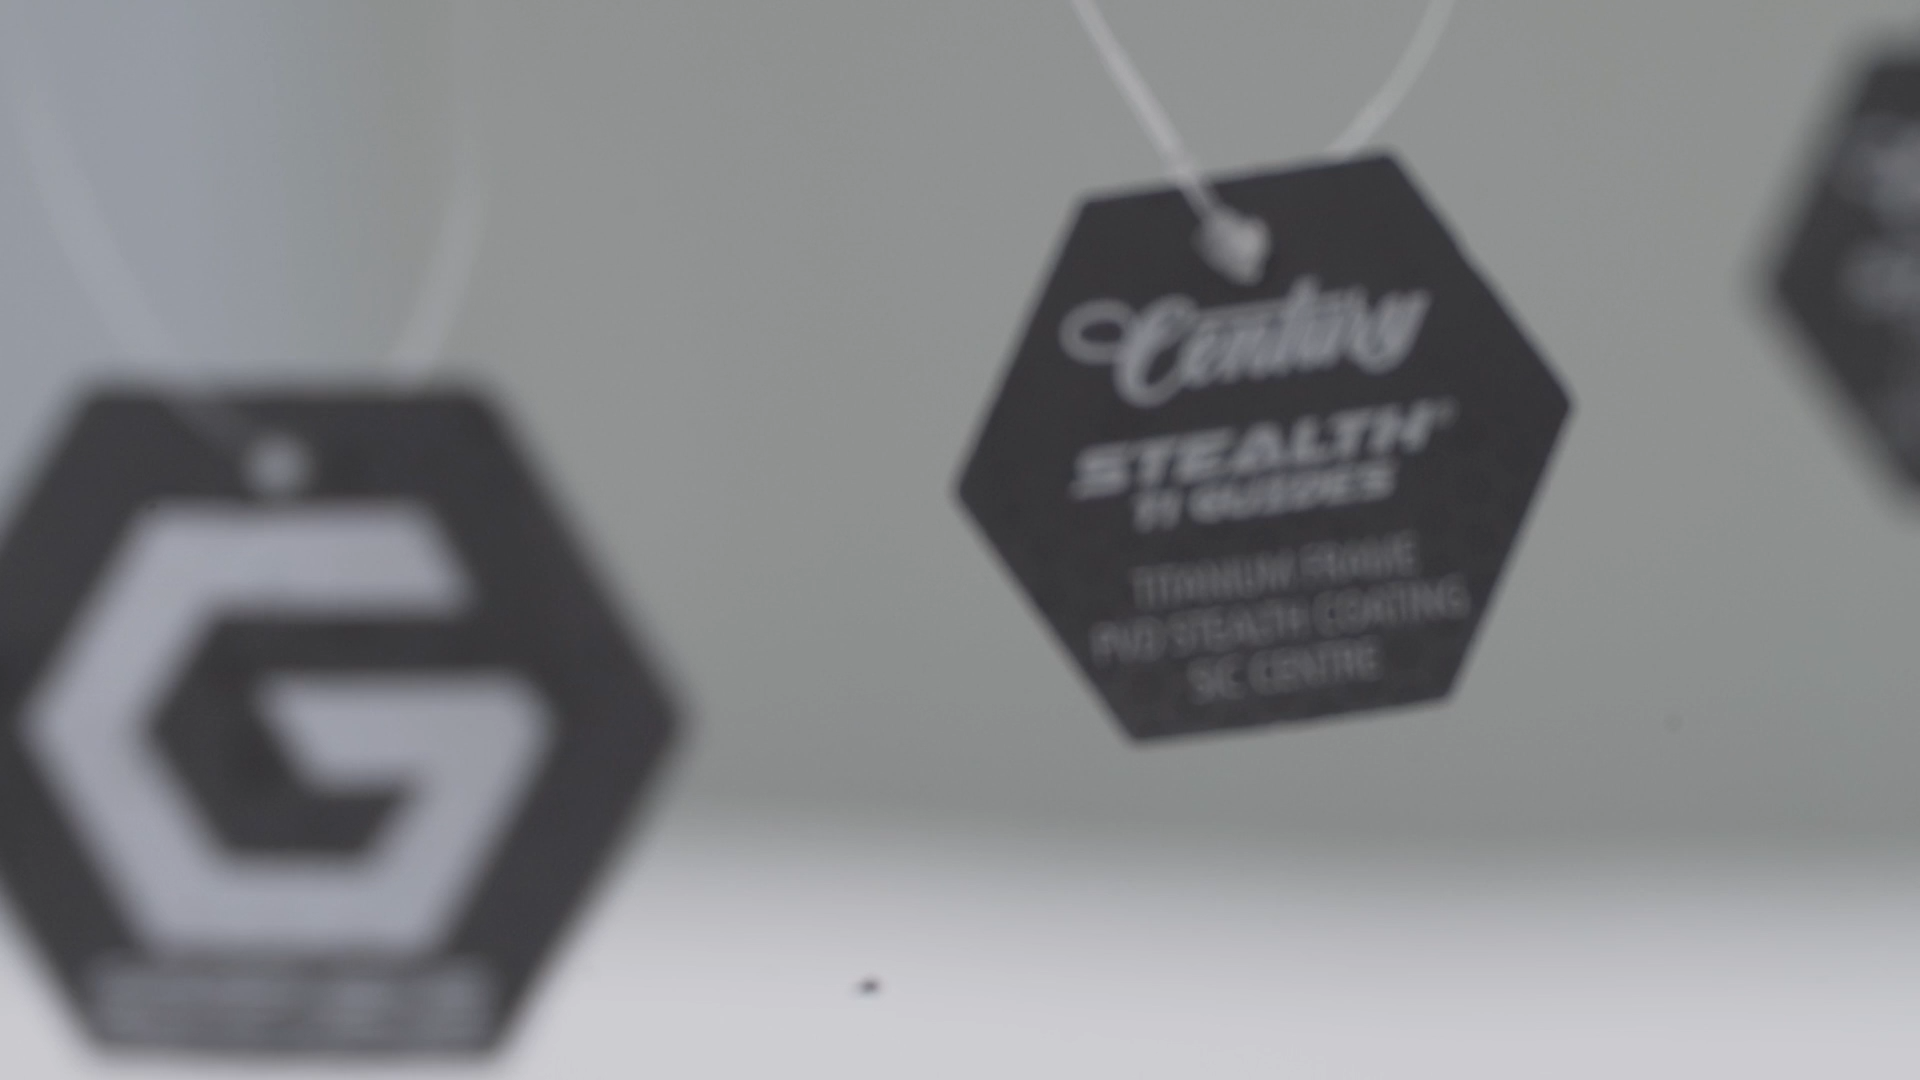 G
Century
STEALTH
TI GUIDES
TITANIUM FRAME
PVD STEALTH COATING
SIC CENTRE